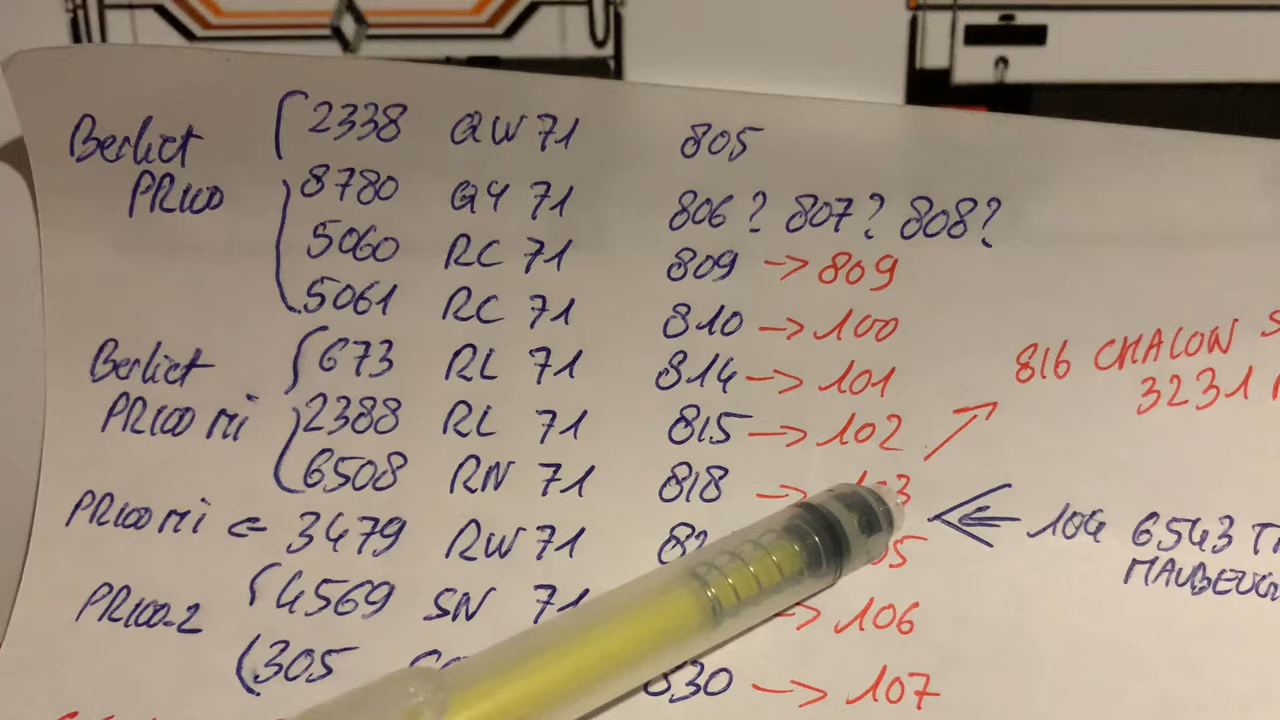 Berliet 2338 QW 71 805
PR100 8780 QY 71 806? 807? 808?
5060 RC 71 809 -> 809
5061 RC 71 810 -> 100
Berliet 673 RL 71 814 -> 101
816 CHALON
PR100 MI 2388 RL 71 815 -> 102
3231
6508 RN 71 818 ->
PR100 MI 3479 RW 71
104 6543
PR100-2 4569 SN 71 -> 106
305 830 -> 107